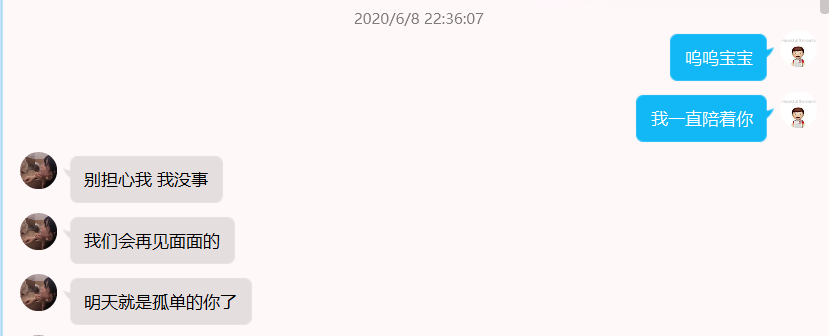 2020/6/8 22:36:07
呜呜宝宝
我一直陪着你
别担心我 我没事
我们会再见面面的
明天就是孤单的你了